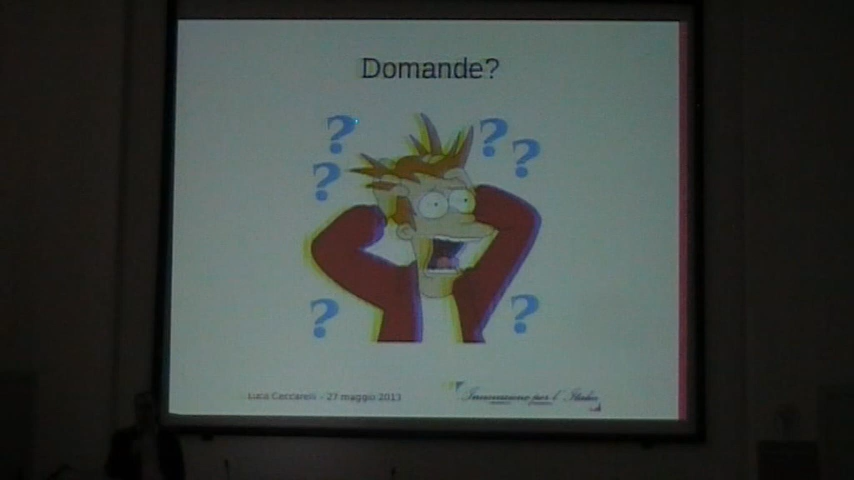 Domande?
? ? ?
?
? ?
Luca Ceccarelli - 27 maggio 2013
Innovazione per l'Italia